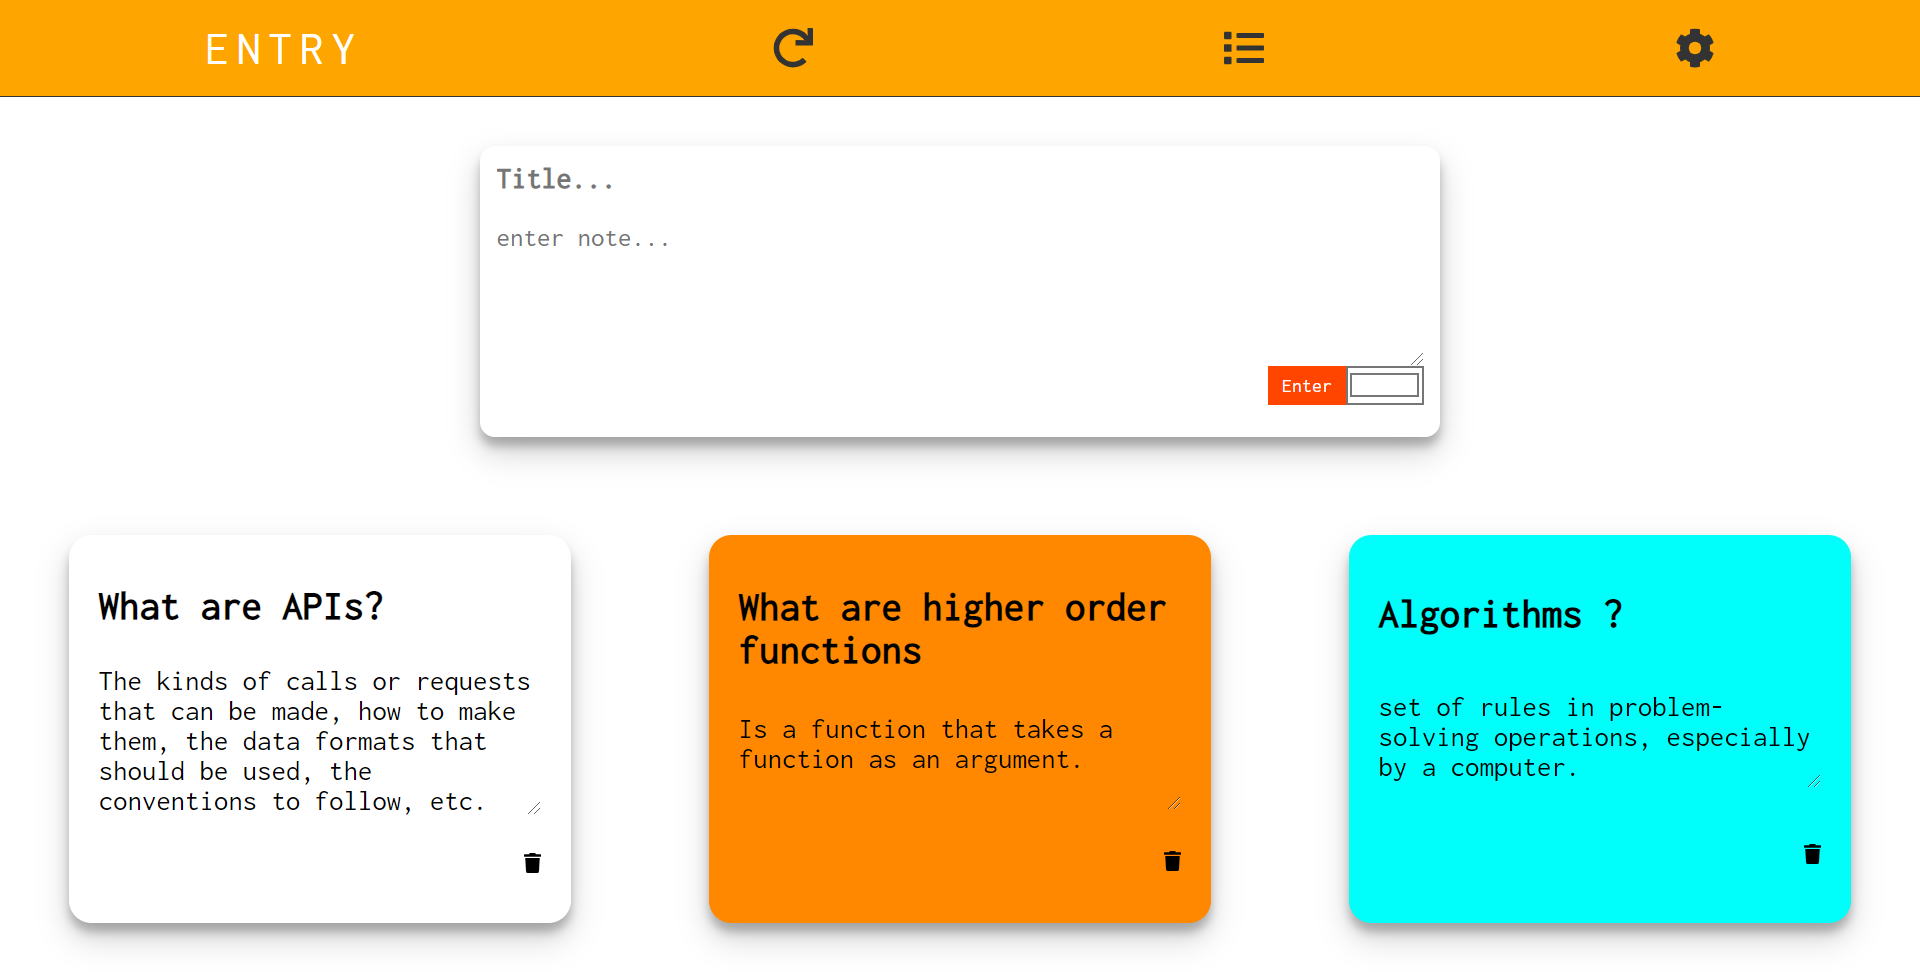 ENTRY
Title...
enter note...
Enter
What are APIs?
The kinds of calls or requests
that can be made, how to make
them, the data formats that
should be used, the
conventions to follow, etc.
What are higher order
functions
Is a function that takes a
function as an argument.
Algorithms ?
set of rules in problem-
solving operations, especially
by a computer.